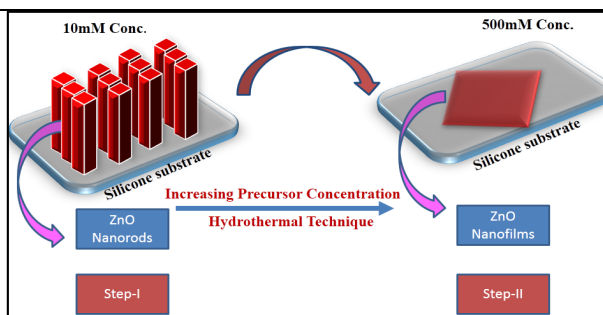 10mM Conc.
500mM Conc.
Silicone substrate
Silicone substrate
Increasing Precursor Concentration
Hydrothermal Technique
ZnO
Nanorods
ZnO
Nanofilms
Step-I
Step-II